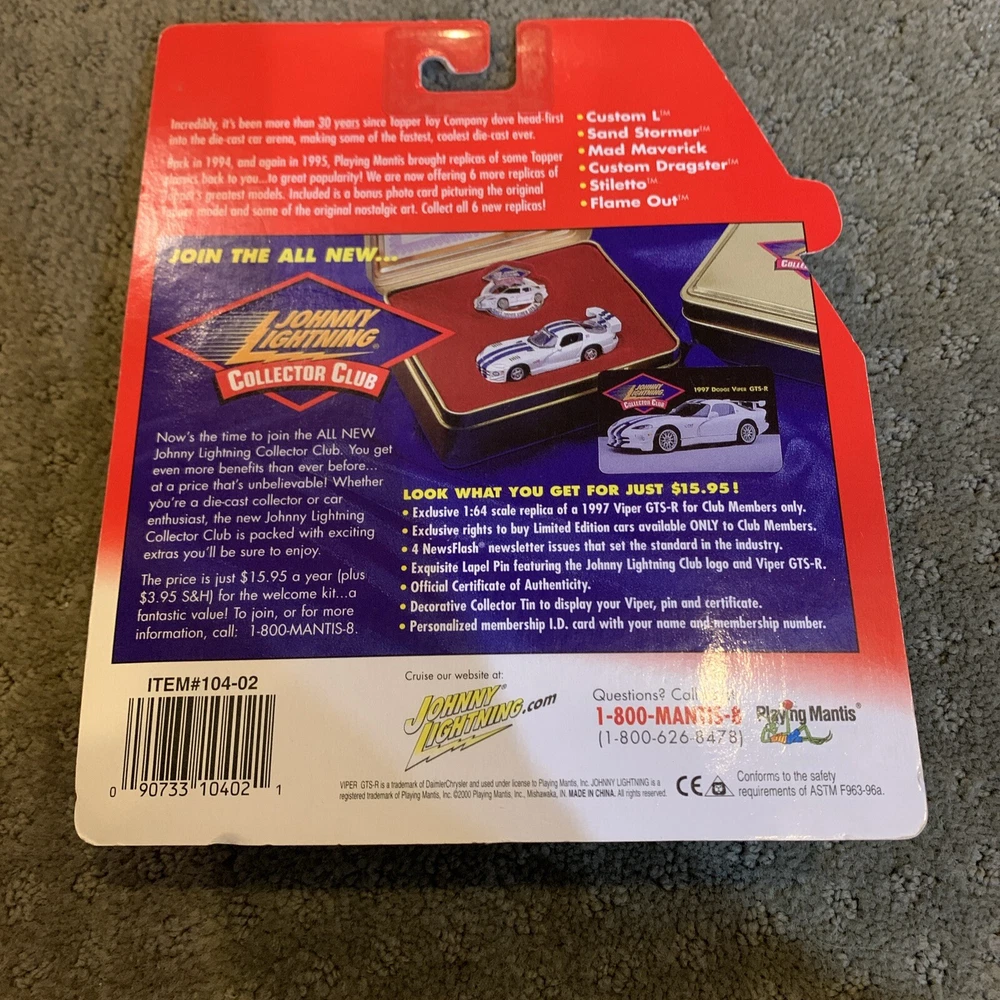 Incredibly, it's been more than 30 years since Topper Toy Company dove head-first
into the die-cast car arena, making some of the fastest, coolest die-cast ever.
Back in 1994, and again in 1995, Playing Mantis brought replicas of some Topper
classics back to you...to great popularity! We are now offering 6 more replicas of
greatest models. Included is a bonus photo card picturing the original
model and some of the original nostalgic art. Collect all 6 new replicas!
• Custom L™
• Sand Stormer™
• Mad Maverick
• Custom Dragster™
• Stiletto™
• Flame Out™
JOIN THE ALL NEW...
JOHNNY
LIGHTNING®
COLLECTOR CLUB
COLLE
JOHNNY
LIGHTNING
COLLECTOR CLUB
1997 DODGE VIPER GTS-R
Now's the time to join the ALL NEW
Johnny Lightning Collector Club. You get
even more benefits than ever before...
at a price that's unbelievable! Whether
you're a die-cast collector or car
enthusiast, the new Johnny Lightning
Collector Club is packed with exciting
extras you'll be sure to enjoy.
The price is just $15.95 a year (plus
$3.95 S&H) for the welcome kit...a
fantastic value! To join, or for more
information, call: 1-800-MANTIS-8.
LOOK WHAT YOU GET FOR JUST $15.95!
• Exclusive 1:64 scale replica of a 1997 Viper GTS-R for Club Members only.
• Exclusive rights to buy Limited Edition cars available ONLY to Club Members.
• 4 NewsFlash® newsletter issues that set the standard in the industry.
• Exquisite Lapel Pin featuring the Johnny Lightning Club logo and Viper GTS-R.
• Official Certificate of Authenticity.
• Decorative Collector Tin to display your Viper, pin and certificate.
• Personalized membership I.D. card with your name and membership number.
ITEM#104-02
0 90733 10402 1
Cruise our website at:
JOHNNY®
LIGHTNING.com
Questions? Call us at
1-800-MANTIS-8
(1-800-626-8478)
Playing Mantis®
VIPER GTS-R is a trademark of DaimlerChrysler and used under license to Playing Mantis, Inc. JOHNNY LIGHTNING is a
registered trademark of Playing Mantis, Inc. ©2000 Playing Mantis, Inc., Mishawaka, IN. MADE IN CHINA. All rights reserved.
CE
Conforms to the safety
requirements of ASTM F963-96a.